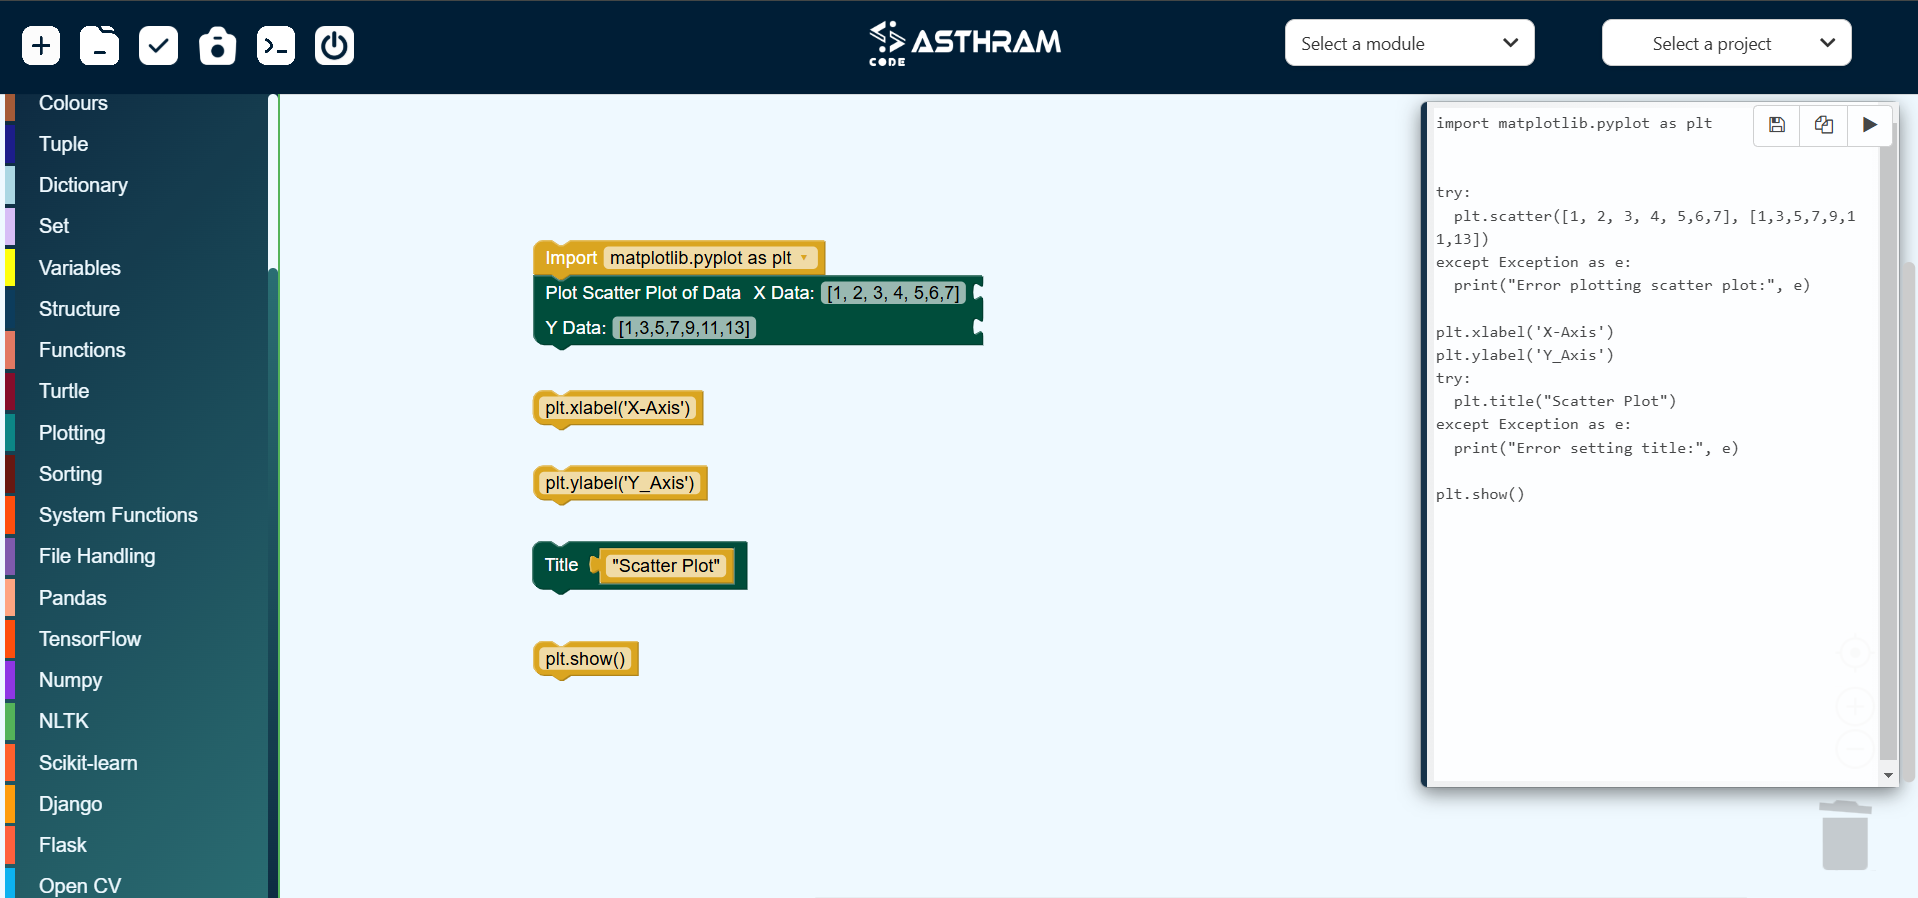 CODE
ASTHRAM
Select a module
Select a project
Colours
Tuple
Dictionary
Set
Variables
Structure
Functions
Turtle
Plotting
Sorting
System Functions
File Handling
Pandas
TensorFlow
Numpy
NLTK
Scikit-learn
Django
Flask
Open CV
Import matplotlib.pyplot as plt
Plot Scatter Plot of Data X Data: [1, 2, 3, 4, 5,6,7]
Y Data: [1,3,5,7,9,11,13]
plt.xlabel('X-Axis')
plt.ylabel('Y_Axis')
Title "Scatter Plot"
plt.show()
import matplotlib.pyplot as plt
try:
plt.scatter([1, 2, 3, 4, 5,6,7], [1,3,5,7,9,1
1,13])
except Exception as e:
print("Error plotting scatter plot:", e)
plt.xlabel('X-Axis')
plt.ylabel('Y_Axis')
try:
plt.title("Scatter Plot")
except Exception as e:
print("Error setting title:", e)
plt.show()